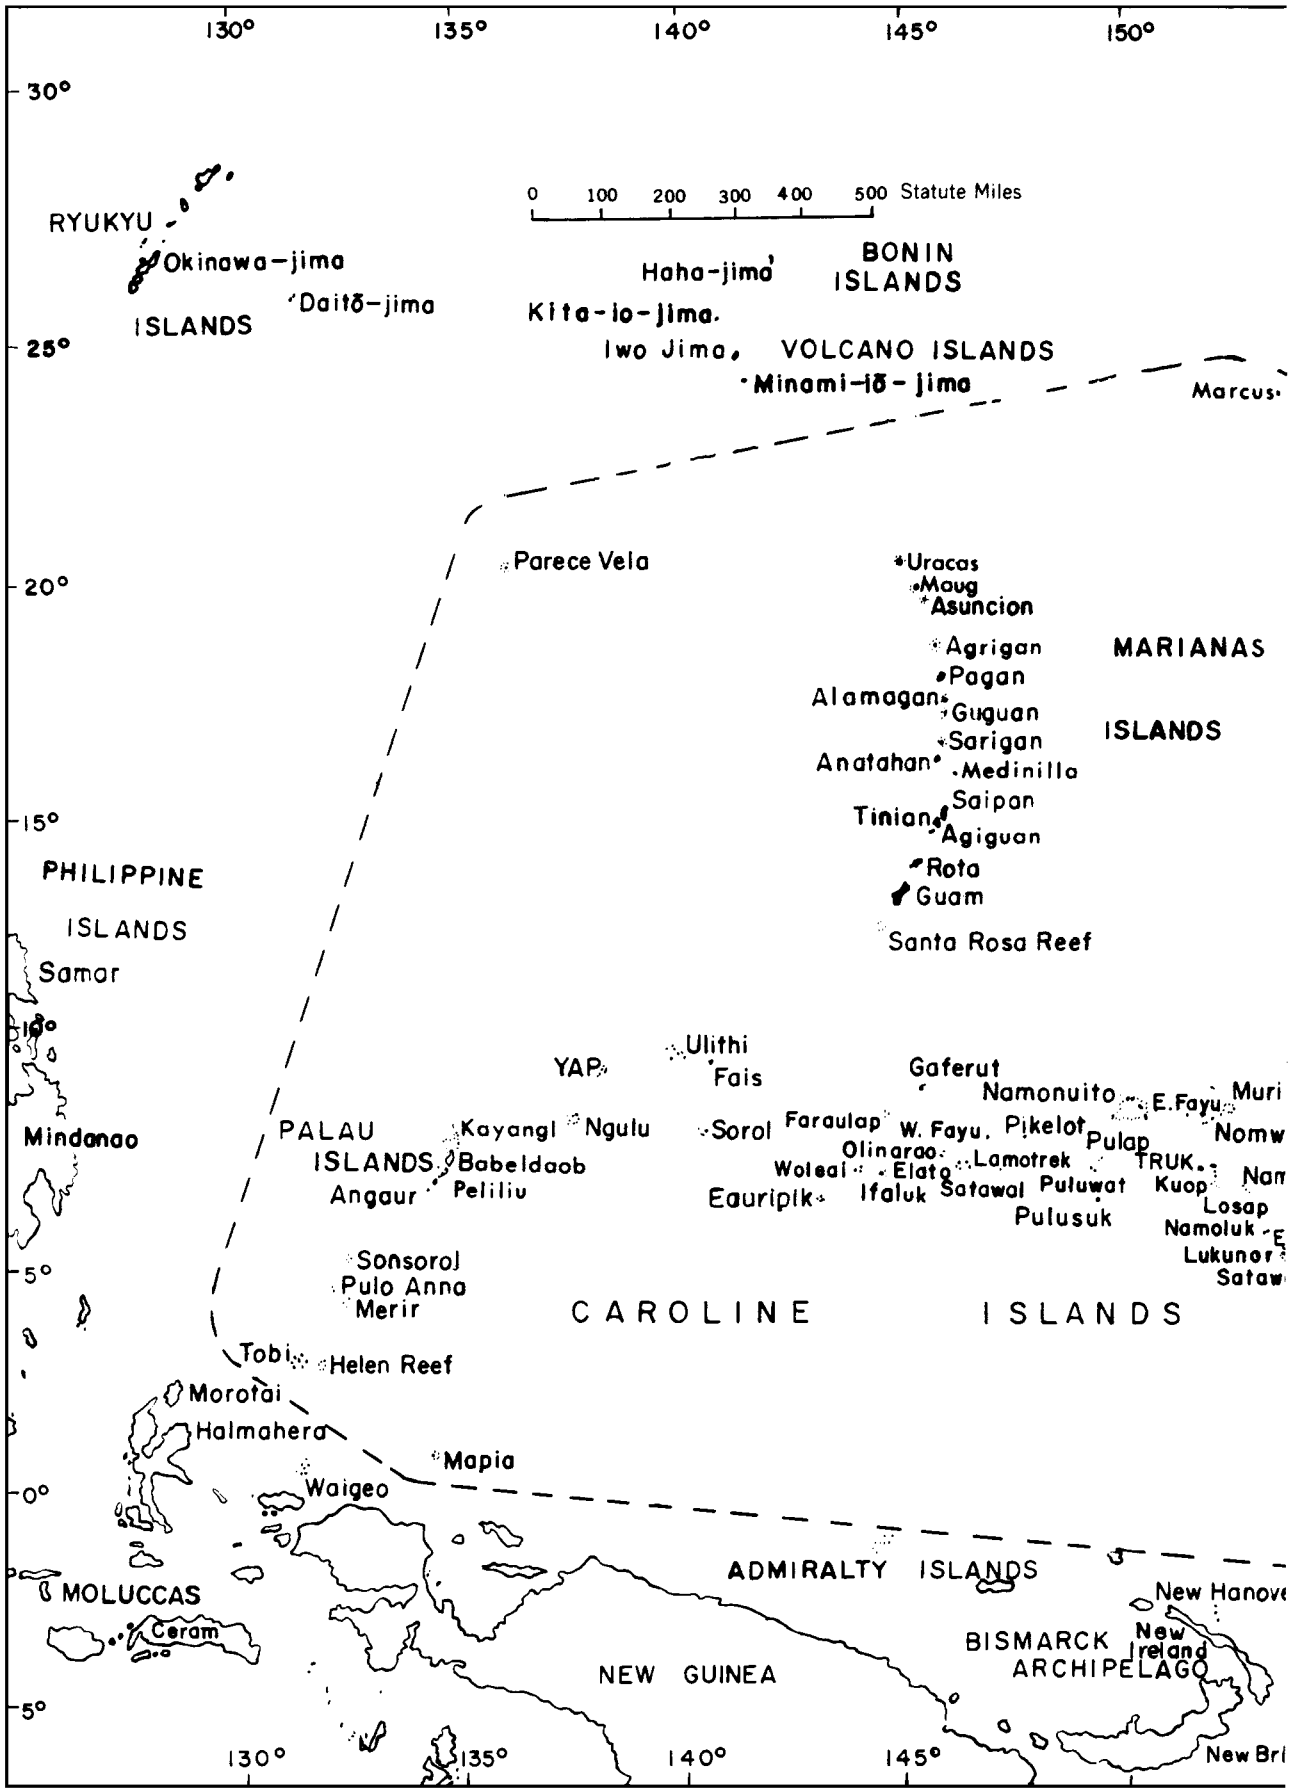 130° 135° 140° 145° 150°
30°
0 100 200 300 400 500 Statute Miles
RYUKYU
Okinawa-jima
Daitō-jima
ISLANDS
BONIN
ISLANDS
Haha-jima
Kita-io-jima
25°
Iwo Jima
VOLCANO ISLANDS
Minami-iō-jima
Marcus
Parece Vela
Uracas
20°
Maug
Asuncion
Agrigan
MARIANAS
Pagan
Alamagan
Guguan
ISLANDS
Sarigan
Anatahan
Medinilla
Saipan
15°
Tinian
Agiguan
Rota
Guam
PHILIPPINE
ISLANDS
Santa Rosa Reef
Samar
10°
Ulithi
YAP
Fais
Gaferut
Namonuito
E. Fayu
Muri
PALAU
Kayangl
Ngulu
Sorol
Faraulap
W. Fayu
Pikelot
Pulap
Nomw
Mindanao
ISLANDS
Babeldaob
Olinarao
Woleai
Elato
Lamotrek
TRUK
Angaur
Peliliu
Eauripik
Ifaluk
Satawal
Puluwat
Kuop
Nam
Pulusuk
Losap
Namoluk
E
Lukunor
Sataw
Sonsorol
5°
Pulo Anna
Merir
CAROLINE ISLANDS
Tobi
Helen Reef
Morotai
Halmahera
Mapia
Waigeo
0°
ADMIRALTY ISLANDS
MOLUCCAS
New Hanove
Ceram
BISMARCK
ARCHIPELAGO
New
Ireland
NEW GUINEA
5°
New Bri
130° 135° 140° 145°